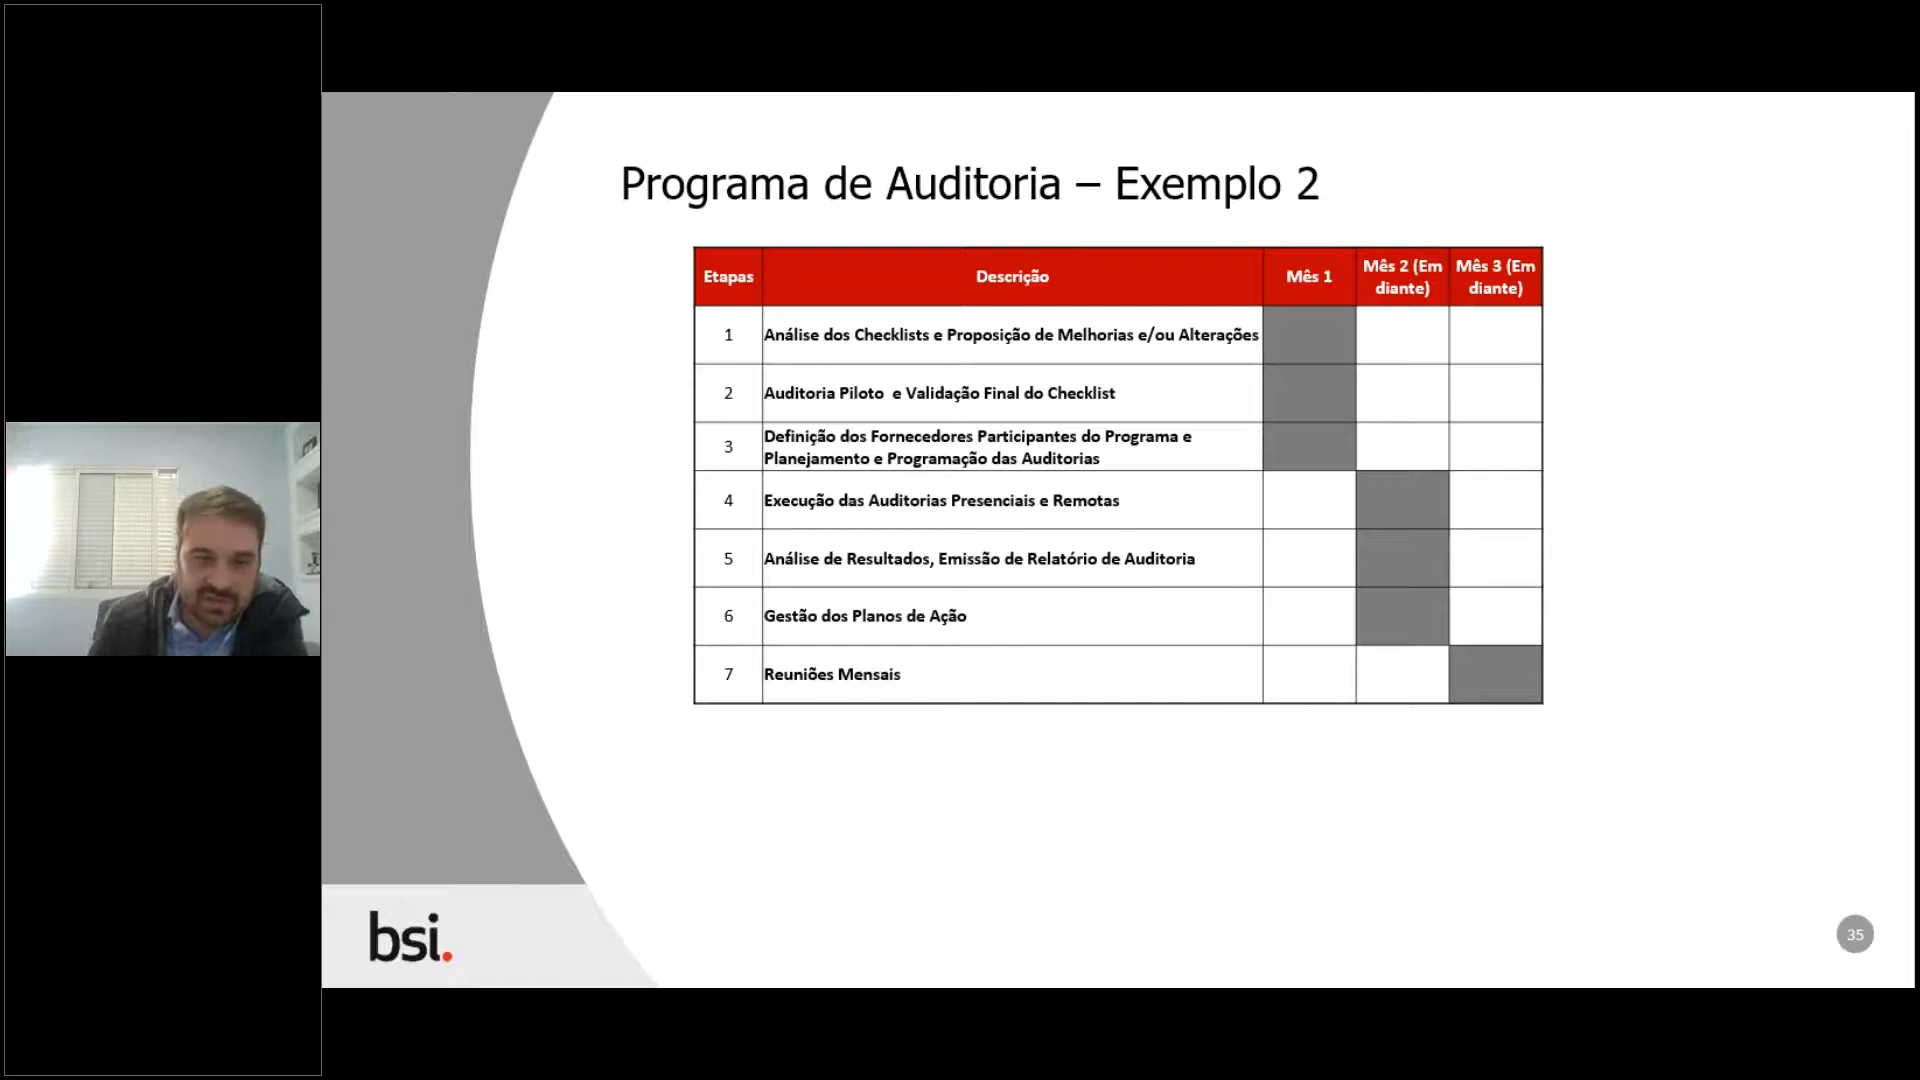 Programa de Auditoria – Exemplo 2
Etapas Descrição Mês 1 Mês 2 (Em diante) Mês 3 (Em diante)
1 Análise dos Checklists e Proposição de Melhorias e/ou Alterações
2 Auditoria Piloto e Validação Final do Checklist
3 Definição dos Fornecedores Participantes do Programa e
Planejamento e Programação das Auditorias
4 Execução das Auditorias Presenciais e Remotas
5 Análise de Resultados, Emissão de Relatório de Auditoria
6 Gestão dos Planos de Ação
7 Reuniões Mensais
bsi.
35